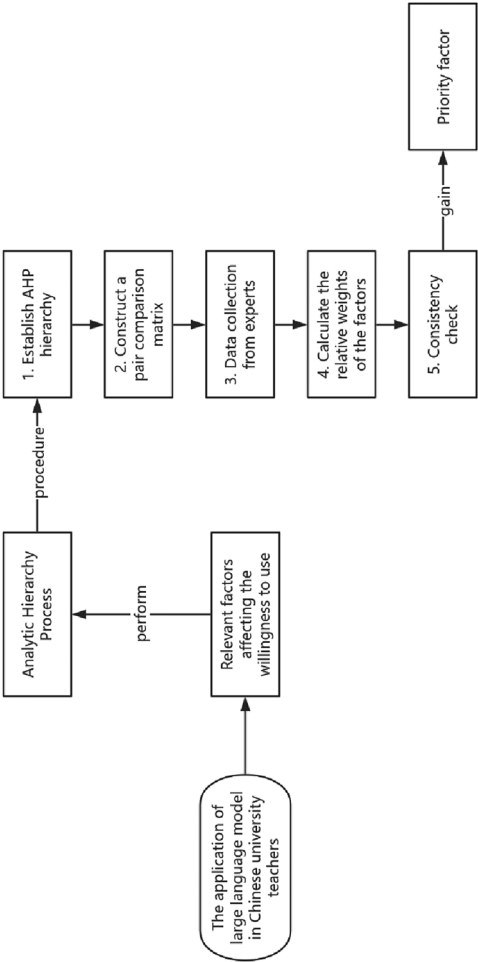 The application of
large language model
in Chinese university
teachers
Relevant factors
affecting the
willingness to use
perform
Analytic Hierarchy
Process
procedure
1. Establish AHP
hierarchy
2. Construct a
pair comparison
matrix
3. Data collection
from experts
4. Calculate the
relative weights
of the factors
5. Consistency
check
gain
Priority factor